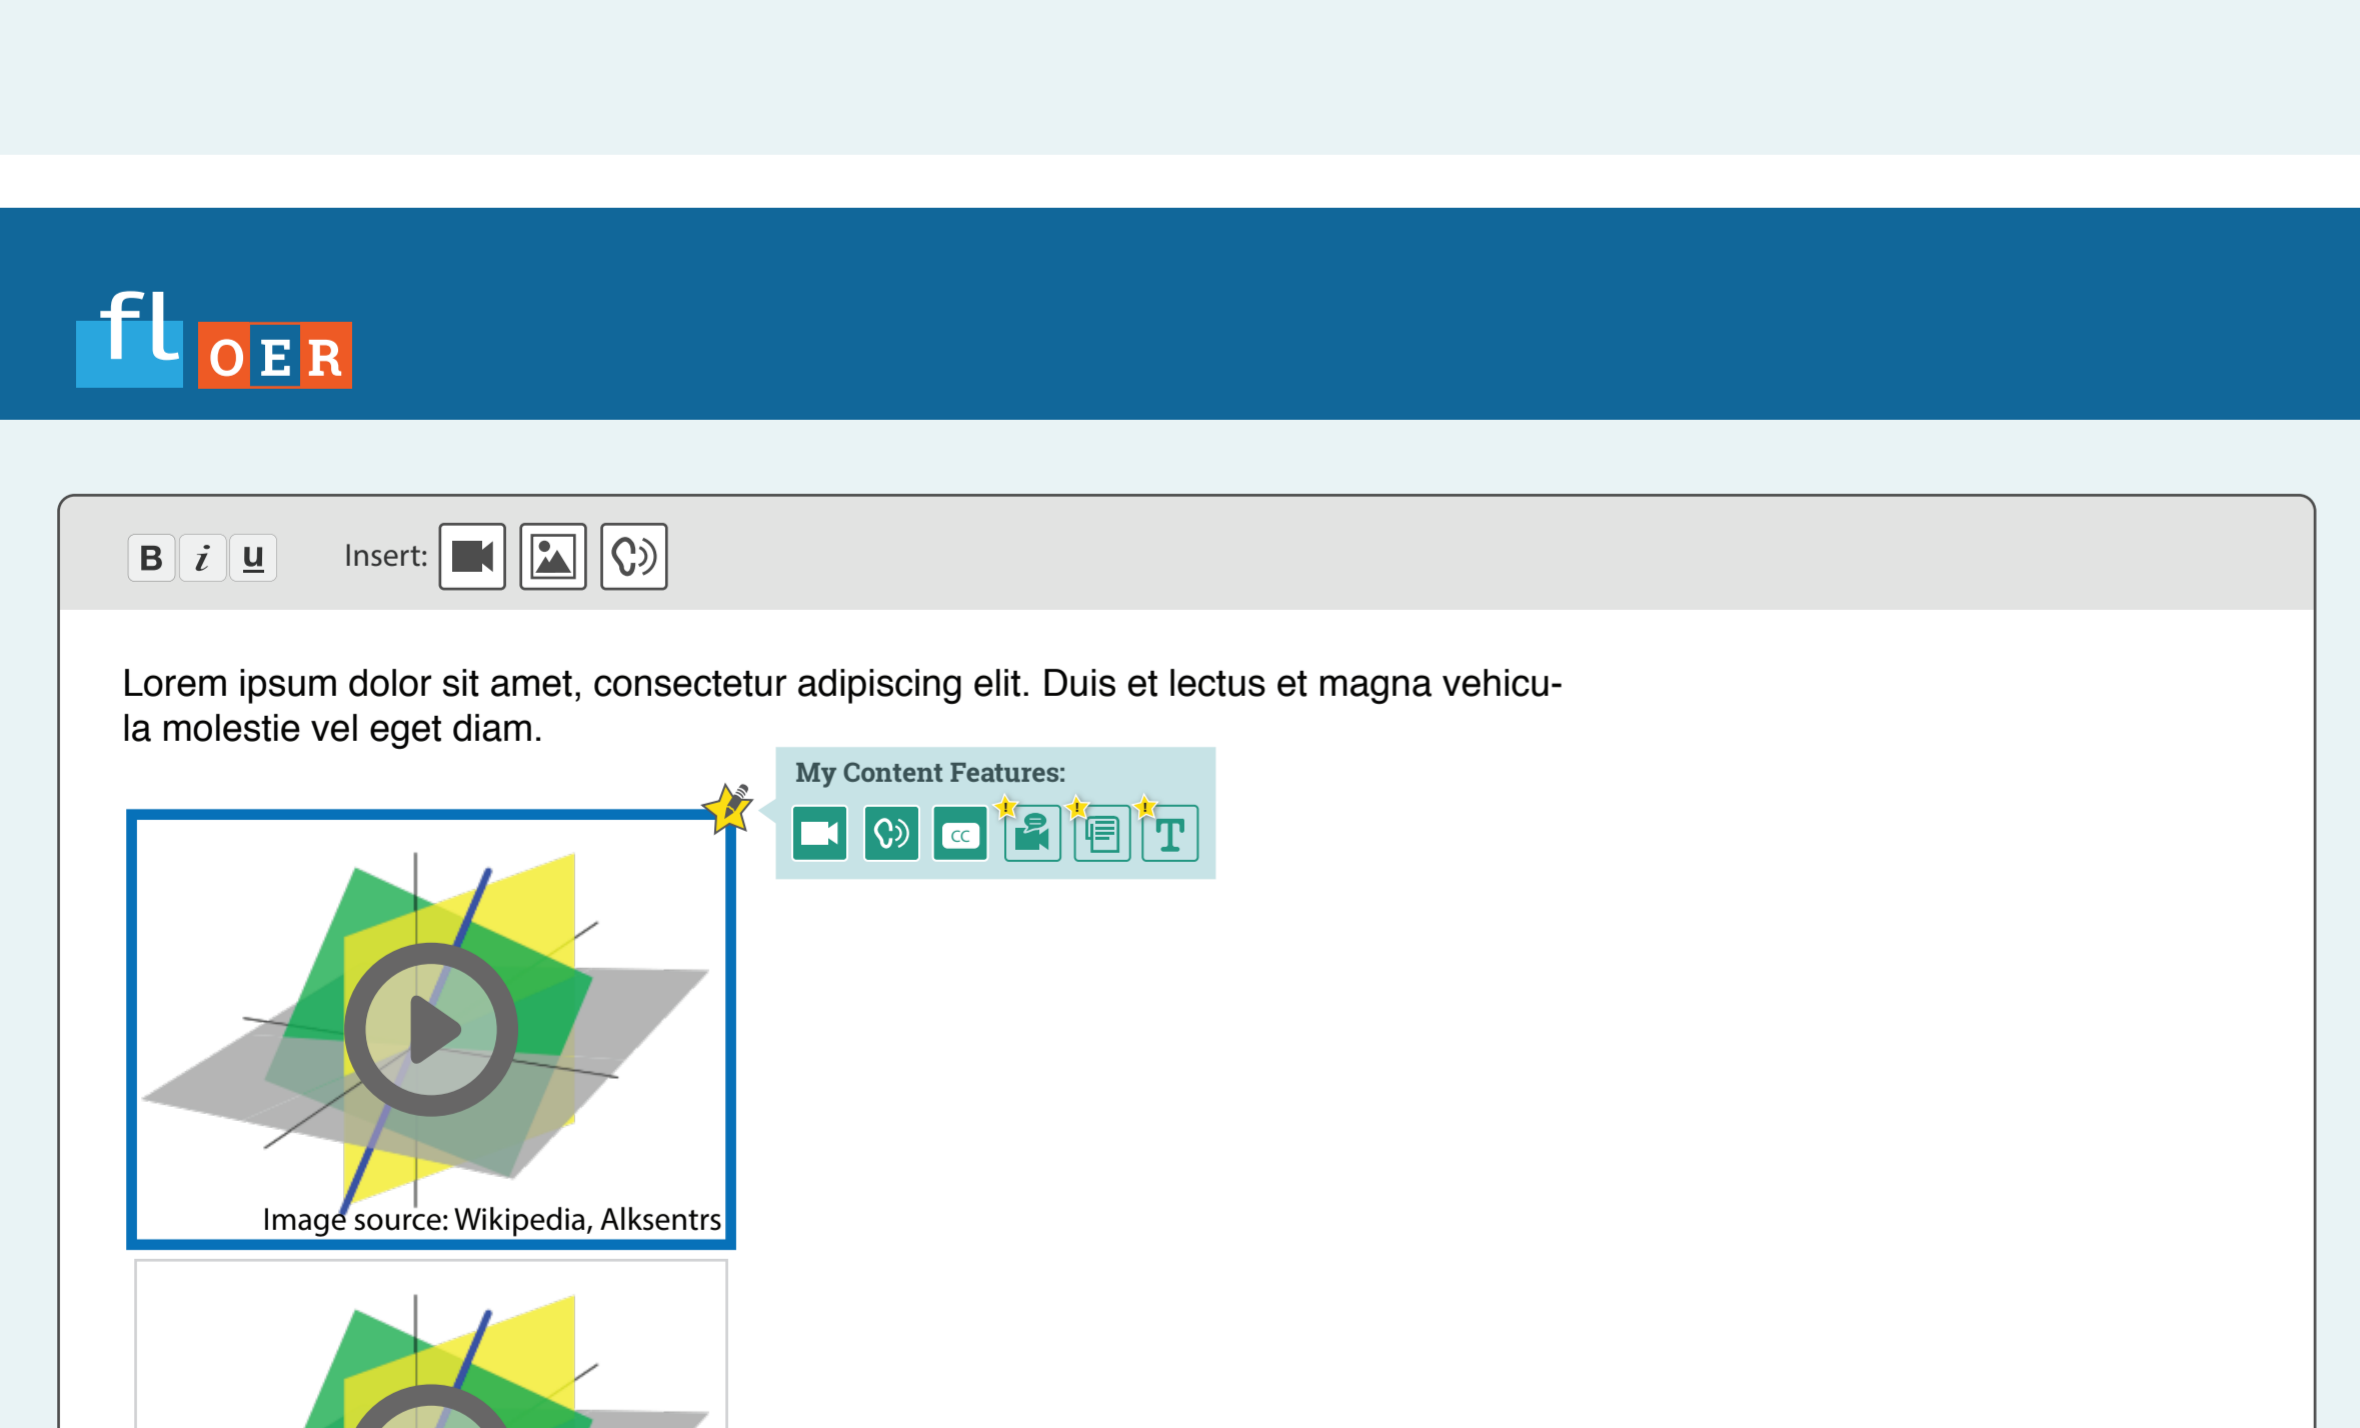 fl OER
B i u Insert:
Lorem ipsum dolor sit amet, consectetur adipiscing elit. Duis et lectus et magna vehicu-
la molestie vel eget diam.
My Content Features:
CC T
Image source: Wikipedia, Alksentrs